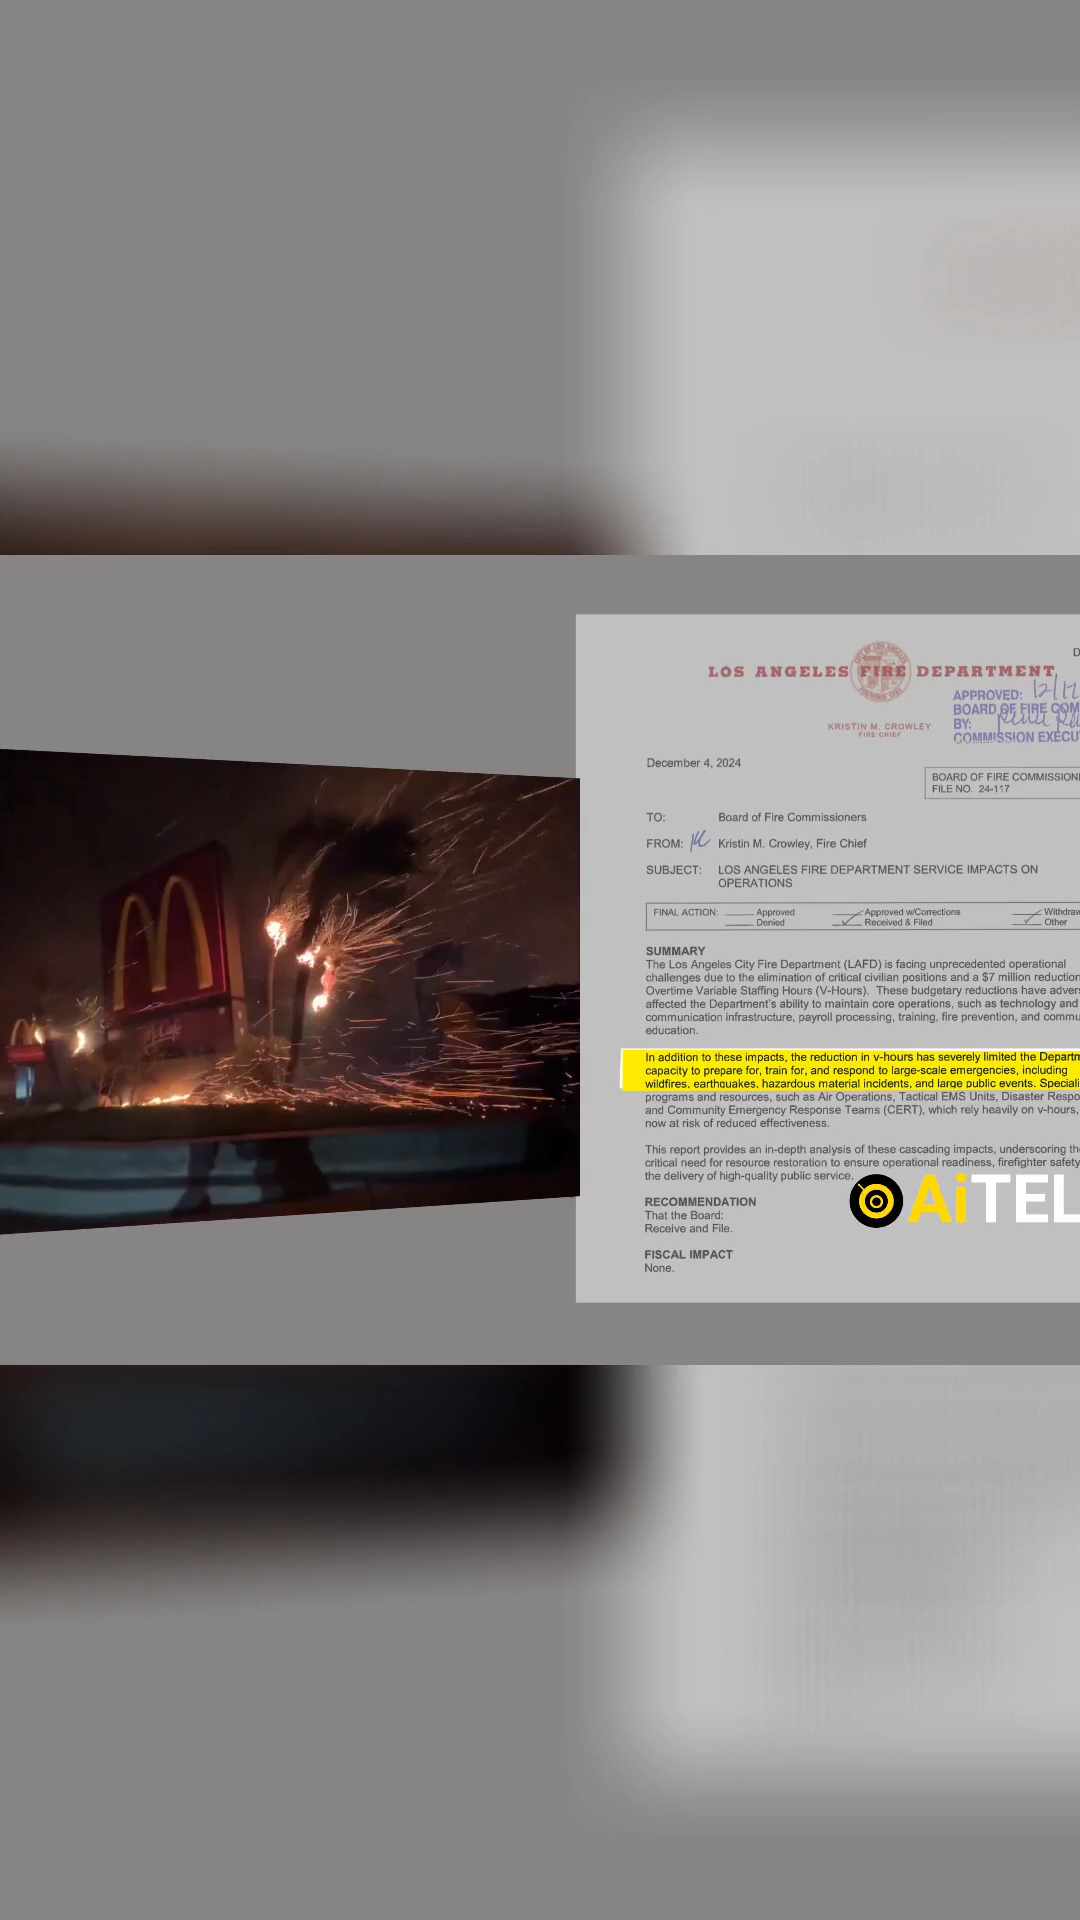 D
LOS ANGELES FIRE DEPARTMENT
APPROVED: 12/17
BOARD OF FIRE COM
BY:
COMMISSION EXECU
KRISTIN M. CROWLEY
FIRE CHIEF
December 4, 2024
BOARD OF FIRE COMMISSIONE
FILE NO. 24-117
TO: Board of Fire Commissioners
FROM: Kristin M. Crowley, Fire Chief
SUBJECT: LOS ANGELES FIRE DEPARTMENT SERVICE IMPACTS ON
OPERATIONS
FINAL ACTION: Approved Approved w/Corrections Withdraw
Denied Received & Filed Other
SUMMARY
The Los Angeles City Fire Department (LAFD) is facing unprecedented operational
challenges due to the elimination of critical civilian positions and a $7 million reduction
Overtime Variable Staffing Hours (V-Hours). These budgetary reductions have advers
affected the Department's ability to maintain core operations, such as technology and
communication infrastructure, payroll processing, training, fire prevention, and commu
education.
In addition to these impacts, the reduction in v-hours has severely limited the Departm
capacity to prepare for, train for, and respond to large-scale emergencies, including
wildfires, earthquakes, hazardous material incidents, and large public events. Speciali
programs and resources, such as Air Operations, Tactical EMS Units, Disaster Respo
and Community Emergency Response Teams (CERT), which rely heavily on v-hours,
now at risk of reduced effectiveness.
This report provides an in-depth analysis of these cascading impacts, underscoring the
critical need for resource restoration to ensure operational readiness, firefighter safety
the delivery of high-quality public service.
RECOMMENDATION
That the Board:
Receive and File.
FISCAL IMPACT
None.
AiTEL
McCafé